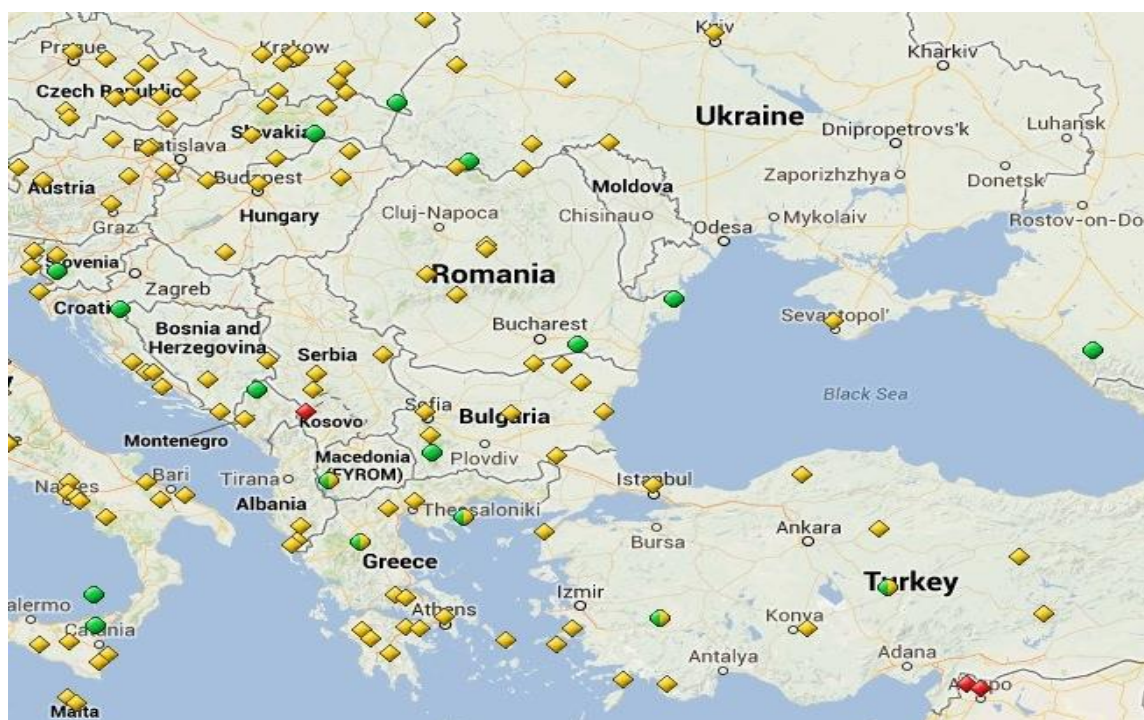 Prague
Krakow
Kyiv
Kharkiv
Czech Republic
Ukraine
Slovakia
Dnipropetrovs'k
Luhansk
Bratislava
Austria
Budapest
Moldova
Zaporizhzhya
Donetsk
Hungary
Cluj-Napoca
Chisinau
Mykolaiv
Rostov-on-Do
Graz
Odesa
Slovenia
Zagreb
Romania
Croati
Bosnia and
Herzegovina
Bucharest
Sevastopol'
Serbia
Black Sea
Sofia
Bulgaria
Kosovo
Montenegro
Macedonia
(FYROM)
Plovdiv
Bari
Tirana
Istanbul
Naples
Albania
Thessaloniki
Bursa
Ankara
Greece
Turkey
Izmir
alermo
Athens
Konya
Catania
Antalya
Adana
Aleppo
Malta